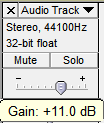 × Audio Track ▼
Stereo, 44100Hz
32-bit float
Mute Solo
- +
Gain: +11.0 dB